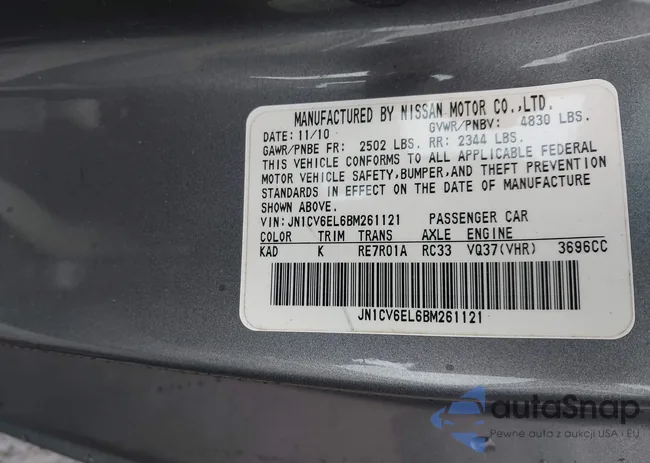 MANUFACTURED BY NISSAN MOTOR CO.,LTD.
DATE: 11/10 GVWR/PNBV: 4830 LBS.
GAWR/PNBE FR: 2502 LBS. RR: 2344 LBS.
THIS VEHICLE CONFORMS TO ALL APPLICABLE FEDERAL
MOTOR VEHICLE SAFETY,BUMPER,AND THEFT PREVENTION
STANDARDS IN EFFECT ON THE DATE OF MANUFACTURE
SHOWN ABOVE.
VIN: JN1CV6EL6BM261121 PASSENGER CAR
COLOR TRIM TRANS AXLE ENGINE
KAD K RE7R01A RC33 VQ37(VHR) 3696CC
JN1CV6EL6BM261121
autoSnap
Pewne auta z aukcji USA i EU